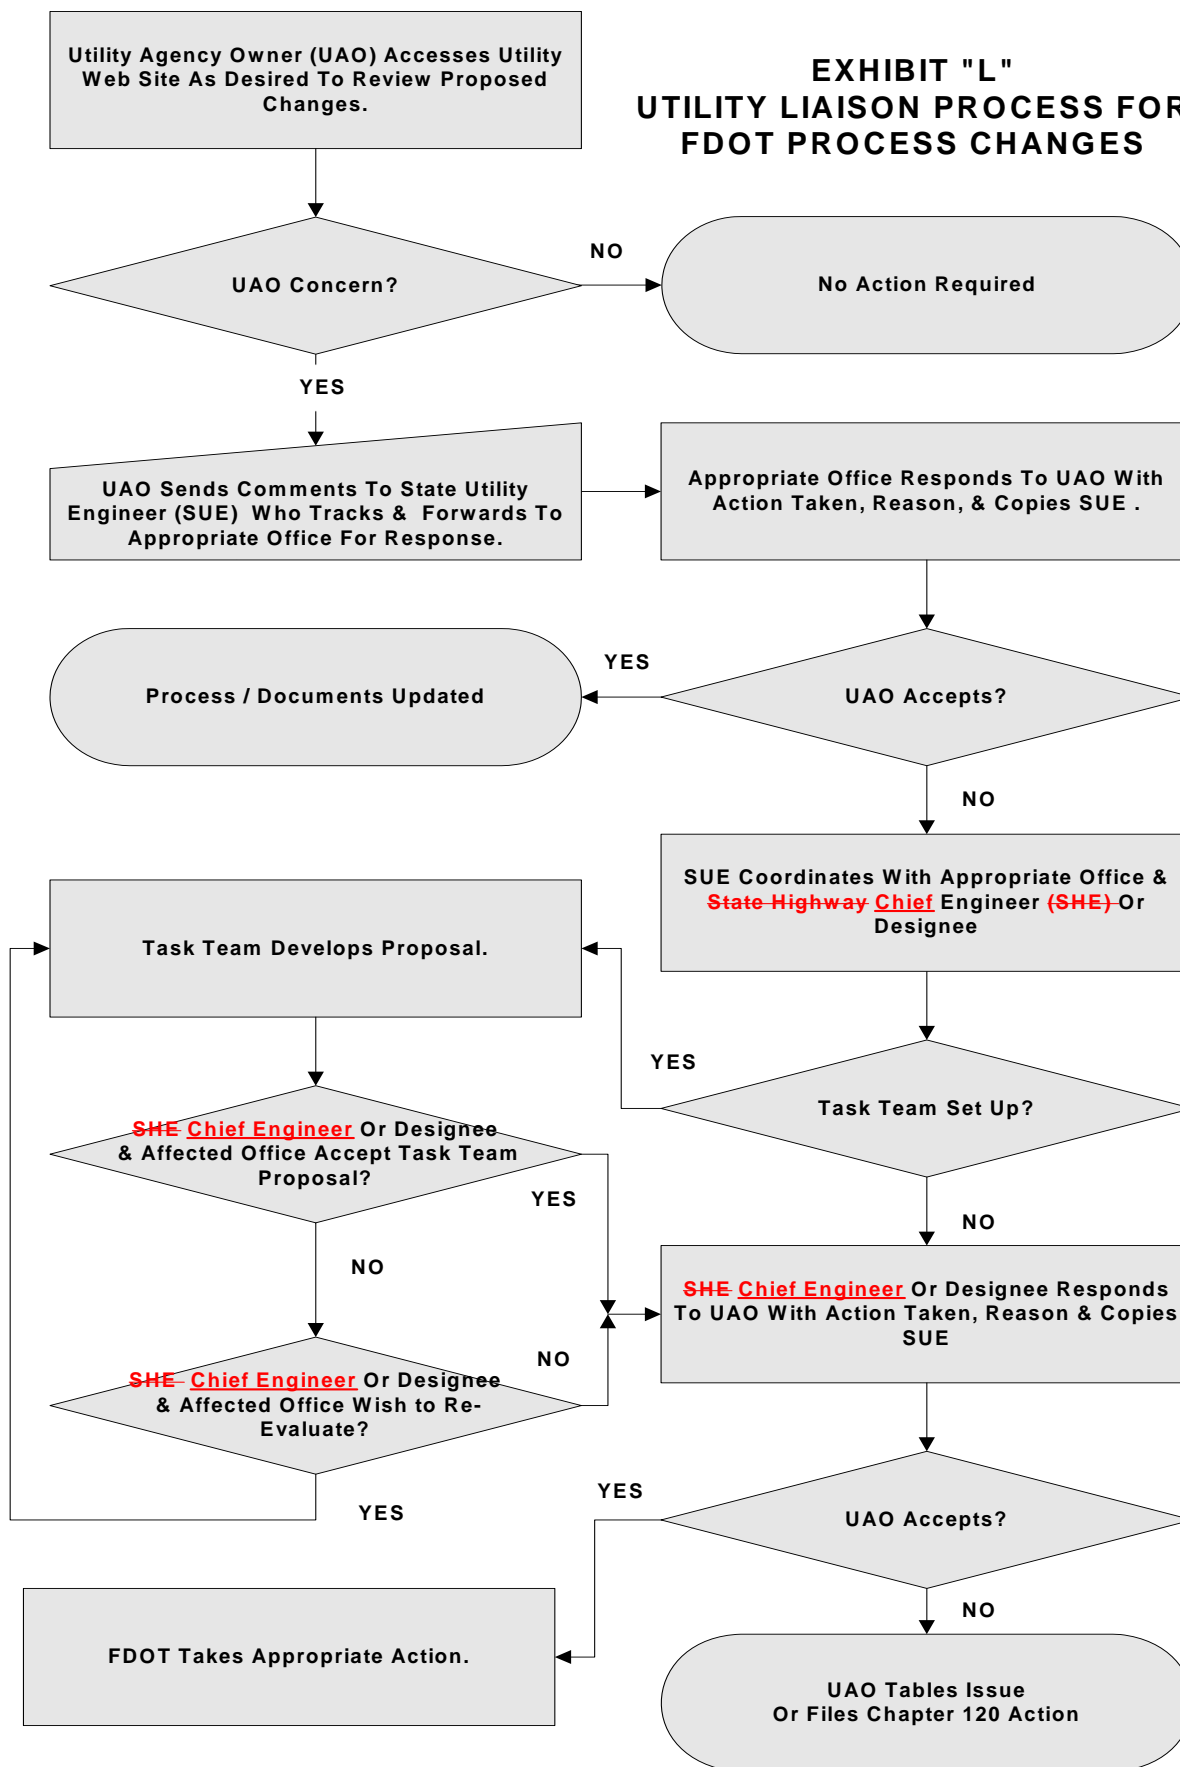 Utility Agency Owner (UAO) Accesses Utility
Web Site As Desired To Review Proposed
Changes.
EXHIBIT "L"
UTILITY LIAISON PROCESS FOR
FDOT PROCESS CHANGES
UAO Concern?
NO
No Action Required
YES
UAO Sends Comments To State Utility
Engineer (SUE) Who Tracks & Forwards To
Appropriate Office For Response.
Appropriate Office Responds To UAO With
Action Taken, Reason, & Copies SUE .
UAO Accepts?
YES
Process / Documents Updated
NO
SUE Coordinates With Appropriate Office &
State Highway Chief Engineer (SHE) Or
Designee
Task Team Set Up?
YES
Task Team Develops Proposal.
SHE Chief Engineer Or Designee
& Affected Office Accept Task Team
Proposal?
YES
NO
SHE Chief Engineer Or Designee
& Affected Office Wish to Re-
Evaluate?
NO
YES
NO
SHE Chief Engineer Or Designee Responds
To UAO With Action Taken, Reason & Copies
SUE
UAO Accepts?
YES
FDOT Takes Appropriate Action.
NO
UAO Tables Issue
Or Files Chapter 120 Action